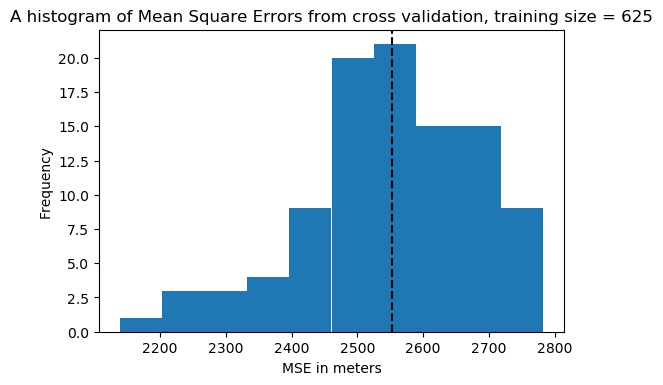 A histogram of Mean Square Errors from cross validation, training size = 625
20.0
17.5
15.0
12.5
10.0
7.5
5.0
2.5
0.0
Frequency
2200 2300 2400 2500 2600 2700 2800
MSE in meters